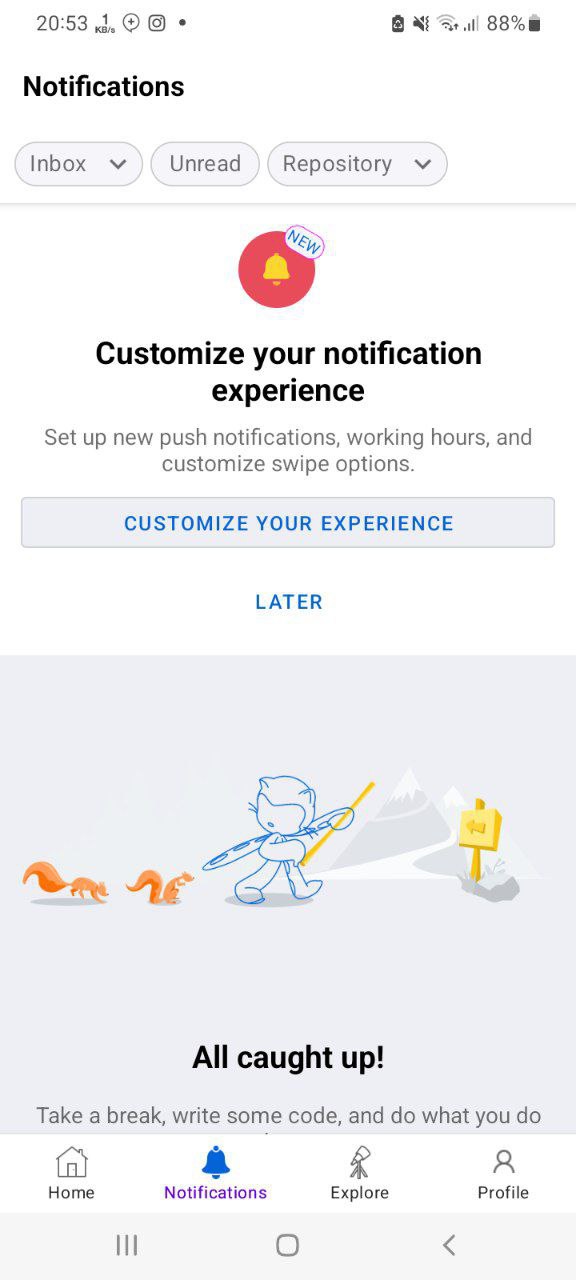 20:53 1 KB/s 88%
Notifications
Inbox Unread Repository
NEW
Customize your notification
experience
Set up new push notifications, working hours, and
customize swipe options.
CUSTOMIZE YOUR EXPERIENCE
LATER
All caught up!
Take a break, write some code, and do what you do
Home Notifications Explore Profile